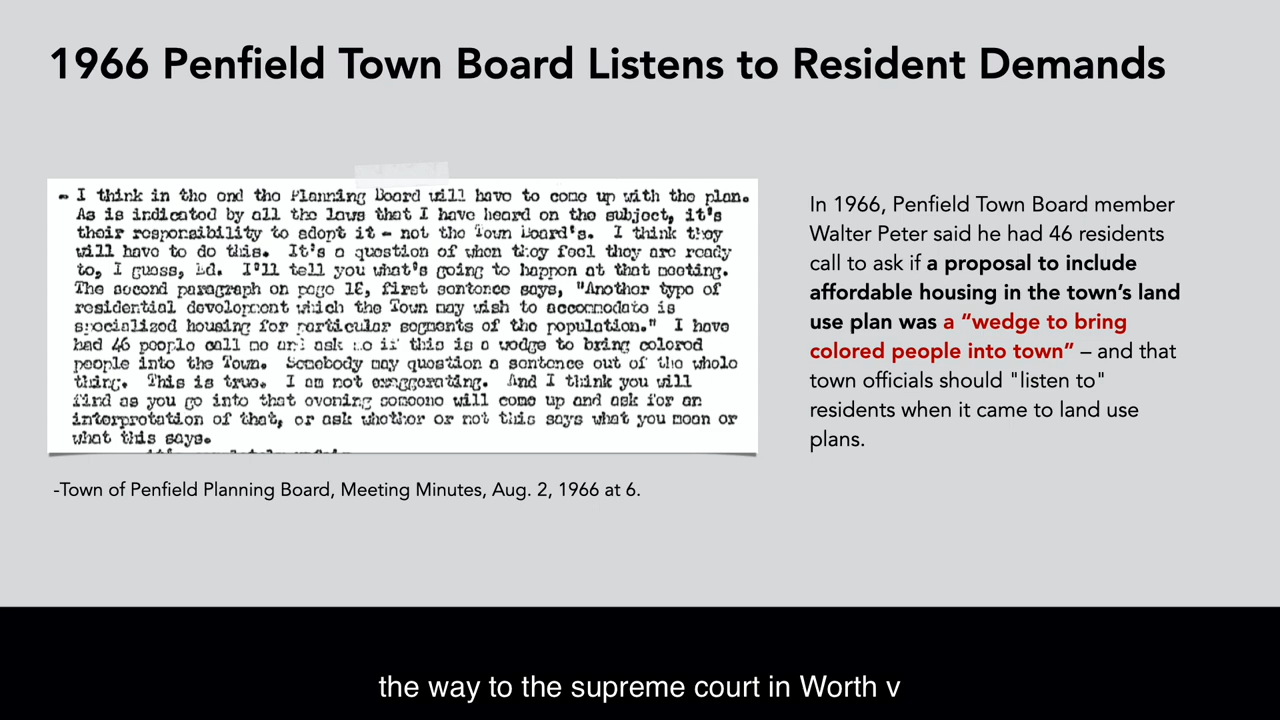 1966 Penfield Town Board Listens to Resident Demands
- I think in the end the Planning Board will have to come up with the plan.
As is indicated by all the laws that I have heard on the subject, it's
their responsibility to adopt it - not the Town Board's. I think they
will have to do this. It's a question of when they feel they are ready
to, I guess, Ed. I'll tell you what's going to happen at that meeting.
The second paragraph on page 18, first sentence says, "Another type of
residential development which the Town may wish to accommodate is
specialized housing for particular segments of the population." I have
had 46 people call me and ask me if this is a wedge to bring colored
people into the Town. Somebody may question a sentence out of the whole
thing. This is true. I am not exaggerating. And I think you will
find as you go into that evening someone will come up and ask for an
interpretation of that, or ask whether or not this says what you mean or
what this says.
-Town of Penfield Planning Board, Meeting Minutes, Aug. 2, 1966 at 6.
In 1966, Penfield Town Board member
Walter Peter said he had 46 residents
call to ask if a proposal to include
affordable housing in the town's land
use plan was a “wedge to bring
colored people into town” – and that
town officials should "listen to"
residents when it came to land use
plans.
the way to the supreme court in Worth v